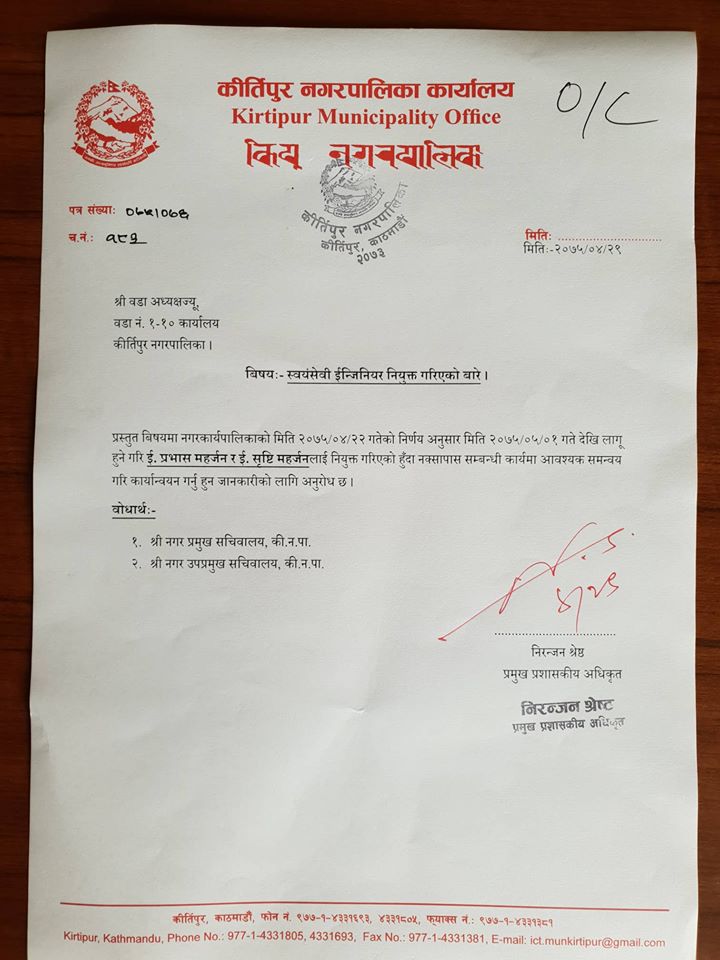 कीर्तिपुर नगरपालिका कार्यालय
Kirtipur Municipality Office
किपू नगरपालिका
O/C
कीर्तिपुर नगरपालिका
कीर्तिपुर, काठमाडौं
२०७३
पत्र संख्या: ०७५/०७६
च.नं.:
मिति: ..............................
मिति:-२०७५/०४/२९
श्री वडा अध्यक्षज्यू,
वडा नं. १-१० कार्यालय
कीर्तिपुर नगरपालिका ।
बिषय:- स्वयंसेवी ईन्जिनियर नियुक्त गरिएको बारे ।
प्रस्तुत बिषयमा नगरकार्यपालिकाको मिति २०७५/०४/२२ गतेको निर्णय अनुसार मिति २०७५/०५/०१ गते देखि लागू
हुने गरि ई. प्रभास महर्जन र ई. सृष्टि महर्जनलाई नियुक्त गरिएको हुँदा नक्सापास सम्बन्धी कार्यमा आवश्यक समन्वय
गरि कार्यान्वयन गर्नु हुन जानकारीको लागि अनुरोध छ ।
वोधार्थ:-
१. श्री नगर प्रमुख सचिवालय, की.न.पा.
२. श्री नगर उपप्रमुख सचिवालय, की.न.पा.
४/२९
..................................
निरन्जन श्रेष्ठ
प्रमुख प्रशासकीय अधिकृत
निरन्जन श्रेष्ट
प्रमुख प्रशासकीय अधिकृत
कीर्तिपुर, काठमाडौं, फोन नं. ९७७-१-४३३१६९३, ४३३१८०५, फ्याक्स नं.: ९७७-१-४३३१३८१
Kirtipur, Kathmandu, Phone No.: 977-1-4331805, 4331693, Fax No.: 977-1-4331381, E-mail: ict.munkirtipur@gmail.com